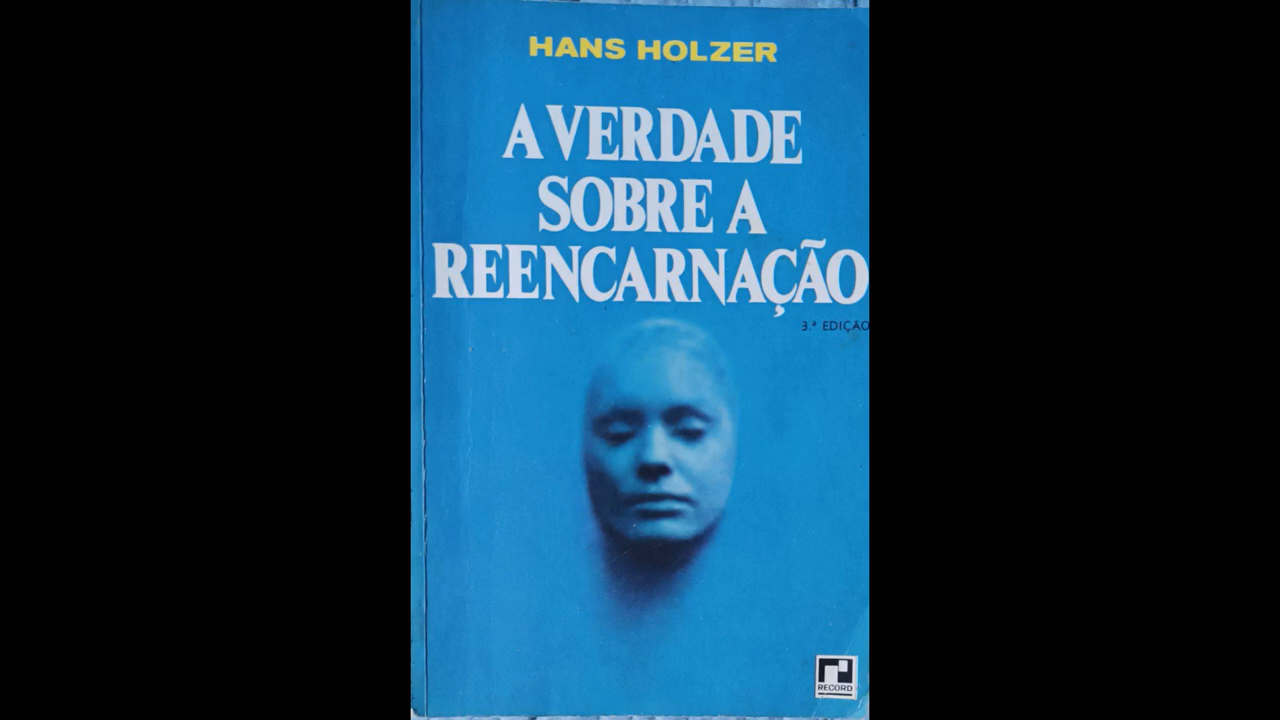 HANS HOLZER
A VERDADE
SOBRE A
REENCARNAÇÃO
3.ª EDIÇÃO
RECORD